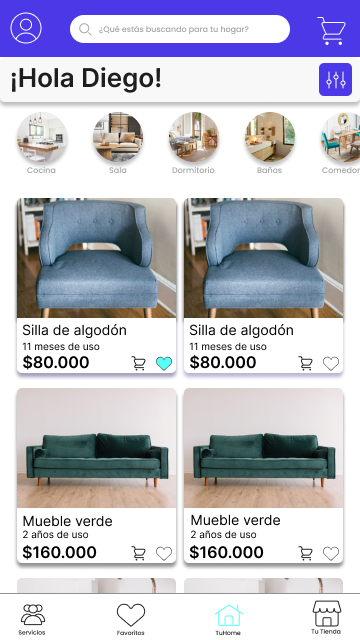 ¿Qué estás buscando para tu hogar?
¡Hola Diego!
Cocina
Sala
Dormitorio
Baños
Comedor
Silla de algodón
11 meses de uso
$80.000
Silla de algodón
11 meses de uso
$80.000
Mueble verde
2 años de uso
$160.000
Mueble verde
2 años de uso
$160.000
Servicios
Favoritos
TuHome
Tu Tienda